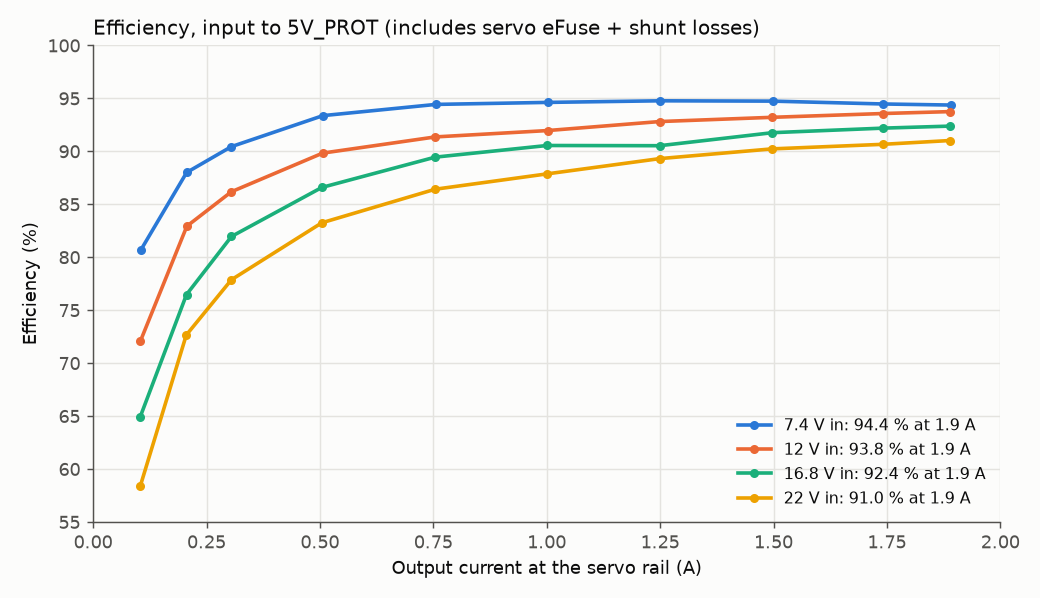 Efficiency, input to 5V_PROT (includes servo eFuse + shunt losses)
100
95
90
85
80
75
70
65
60
55
Efficiency (%)
7.4 V in: 94.4 % at 1.9 A
12 V in: 93.8 % at 1.9 A
16.8 V in: 92.4 % at 1.9 A
22 V in: 91.0 % at 1.9 A
0.00 0.25 0.50 0.75 1.00 1.25 1.50 1.75 2.00
Output current at the servo rail (A)